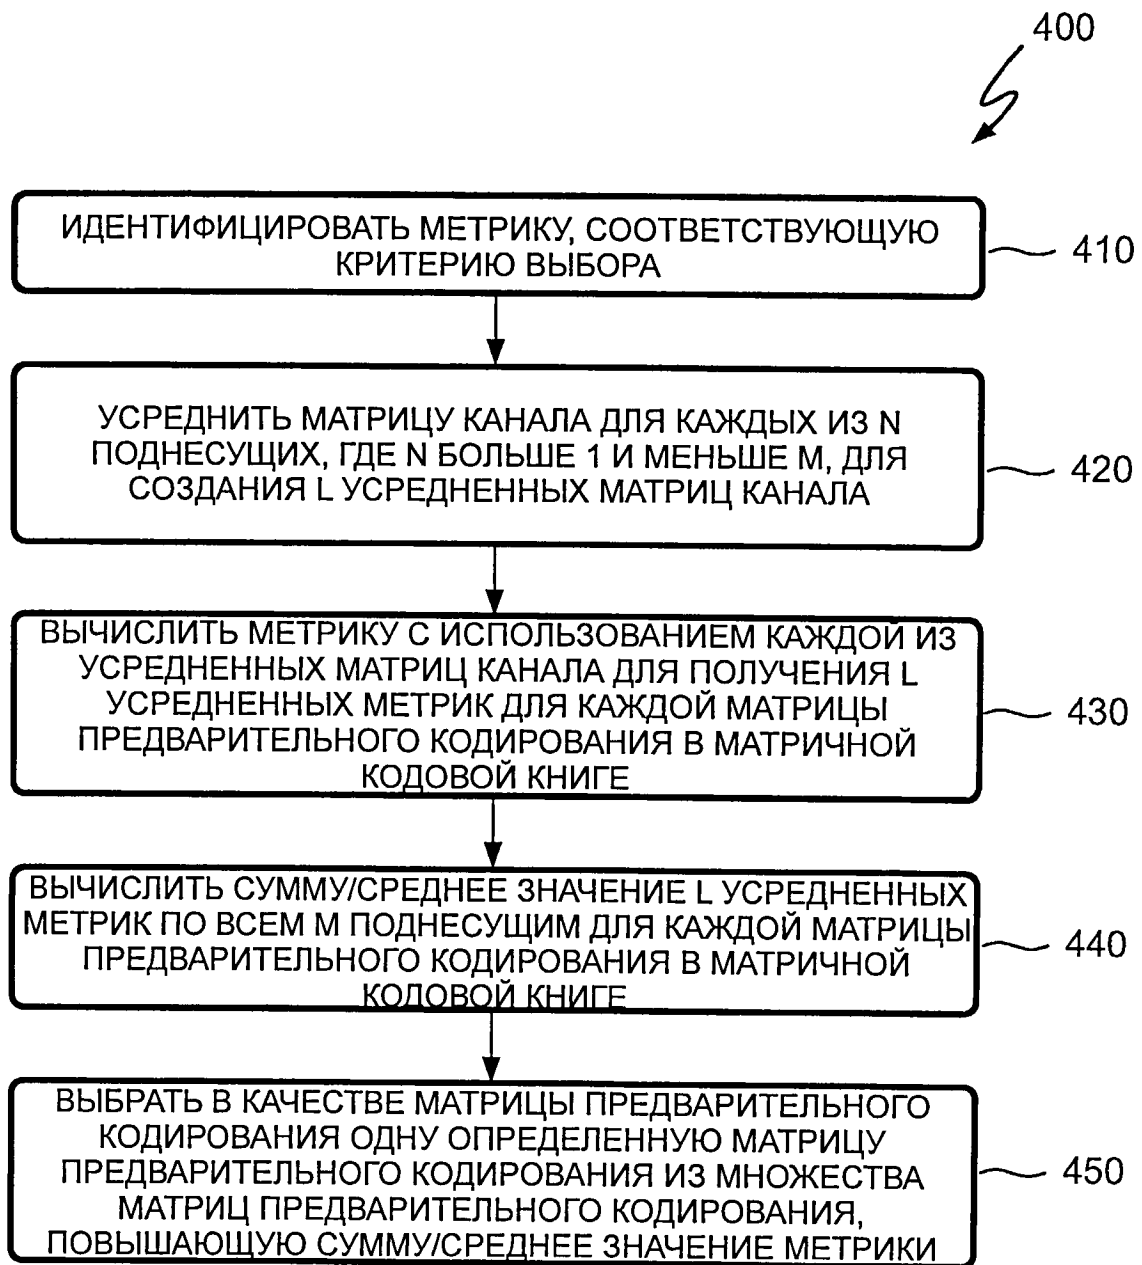 400
ИДЕНТИФИЦИРОВАТЬ МЕТРИКУ, СООТВЕТСТВУЮЩУЮ
КРИТЕРИЮ ВЫБОРА
410
УСРЕДНИТЬ МАТРИЦУ КАНАЛА ДЛЯ КАЖДЫХ ИЗ N
ПОДНЕСУЩИХ, ГДЕ N БОЛЬШЕ 1 И МЕНЬШЕ M, ДЛЯ
СОЗДАНИЯ L УСРЕДНЕННЫХ МАТРИЦ КАНАЛА
420
ВЫЧИСЛИТЬ МЕТРИКУ С ИСПОЛЬЗОВАНИЕМ КАЖДОЙ ИЗ
УСРЕДНЕННЫХ МАТРИЦ КАНАЛА ДЛЯ ПОЛУЧЕНИЯ L
УСРЕДНЕННЫХ МЕТРИК ДЛЯ КАЖДОЙ МАТРИЦЫ
ПРЕДВАРИТЕЛЬНОГО КОДИРОВАНИЯ В МАТРИЧНОЙ
КОДОВОЙ КНИГЕ
430
ВЫЧИСЛИТЬ СУММУ/СРЕДНЕЕ ЗНАЧЕНИЕ L УСРЕДНЕННЫХ
МЕТРИК ПО ВСЕМ M ПОДНЕСУЩИМ ДЛЯ КАЖДОЙ МАТРИЦЫ
ПРЕДВАРИТЕЛЬНОГО КОДИРОВАНИЯ В МАТРИЧНОЙ
КОДОВОЙ КНИГЕ
440
ВЫБРАТЬ В КАЧЕСТВЕ МАТРИЦЫ ПРЕДВАРИТЕЛЬНОГО
КОДИРОВАНИЯ ОДНУ ОПРЕДЕЛЕННУЮ МАТРИЦУ
ПРЕДВАРИТЕЛЬНОГО КОДИРОВАНИЯ ИЗ МНОЖЕСТВА
МАТРИЦ ПРЕДВАРИТЕЛЬНОГО КОДИРОВАНИЯ,
ПОВЫШАЮЩУЮ СУММУ/СРЕДНЕЕ ЗНАЧЕНИЕ МЕТРИКИ
450